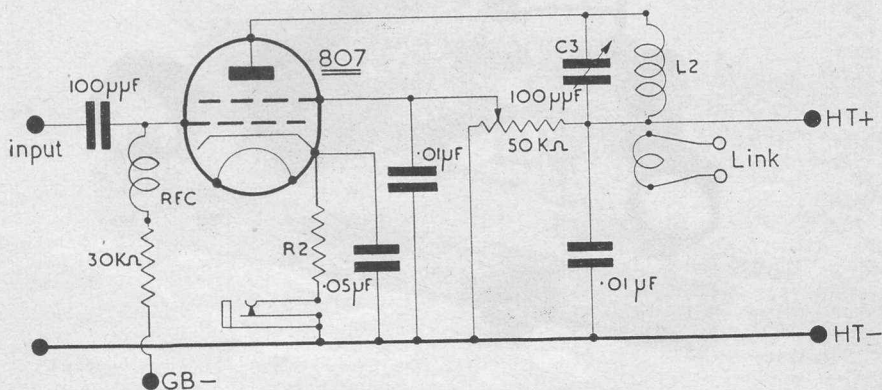 807
C3
L2
100µµF
100µµF
HT+
input
50KΩ
Link
.01µF
RFC
R2
30KΩ
.05µF
.01µF
HT-
GB-